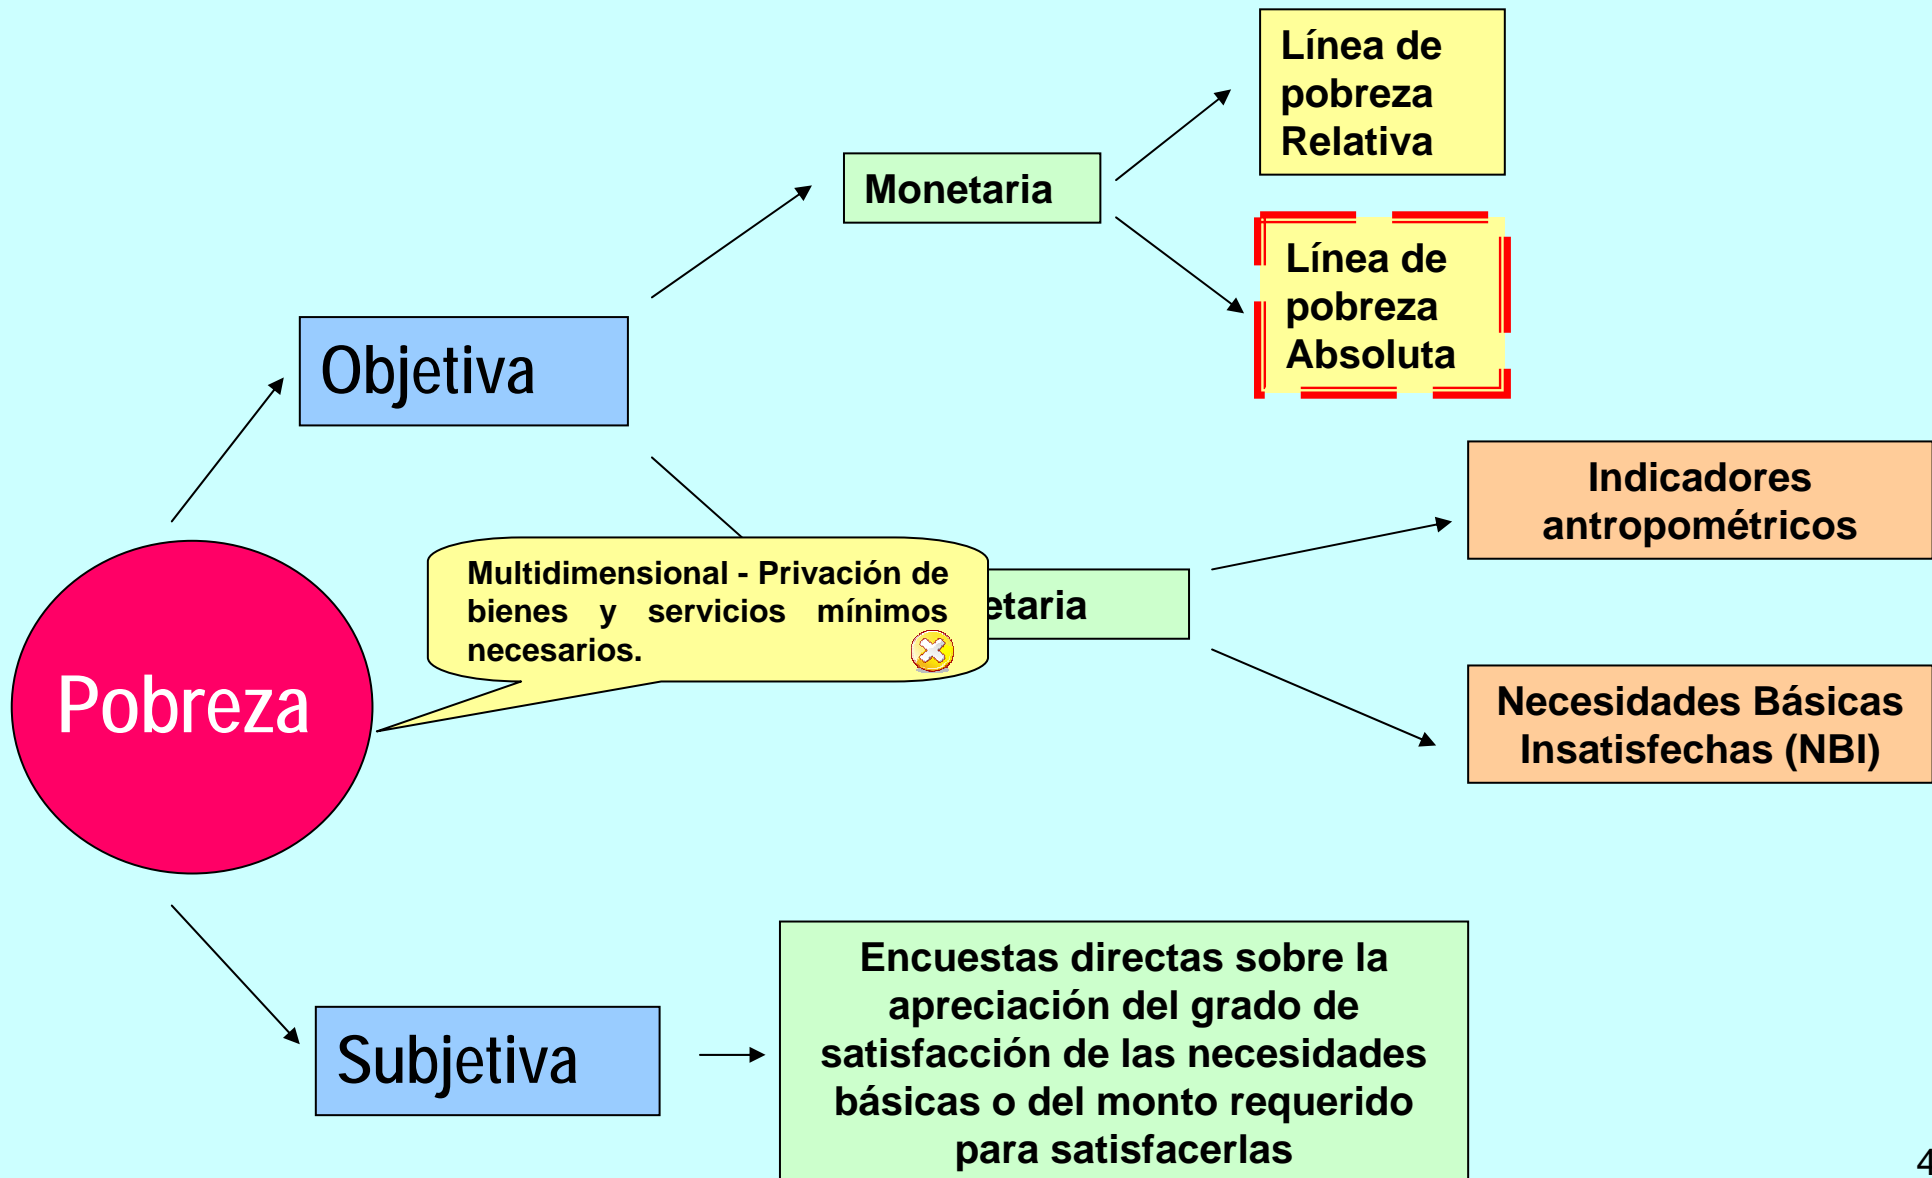 Línea de
pobreza
Relativa
Monetaria
Línea de
pobreza
Absoluta
Objetiva
Indicadores
antropométricos
Multidimensional - Privación de
bienes y servicios mínimos
necesarios.
etaria
Pobreza
Necesidades Básicas
Insatisfechas (NBI)
Subjetiva
Encuestas directas sobre la
apreciación del grado de
satisfacción de las necesidades
básicas o del monto requerido
para satisfacerlas
4